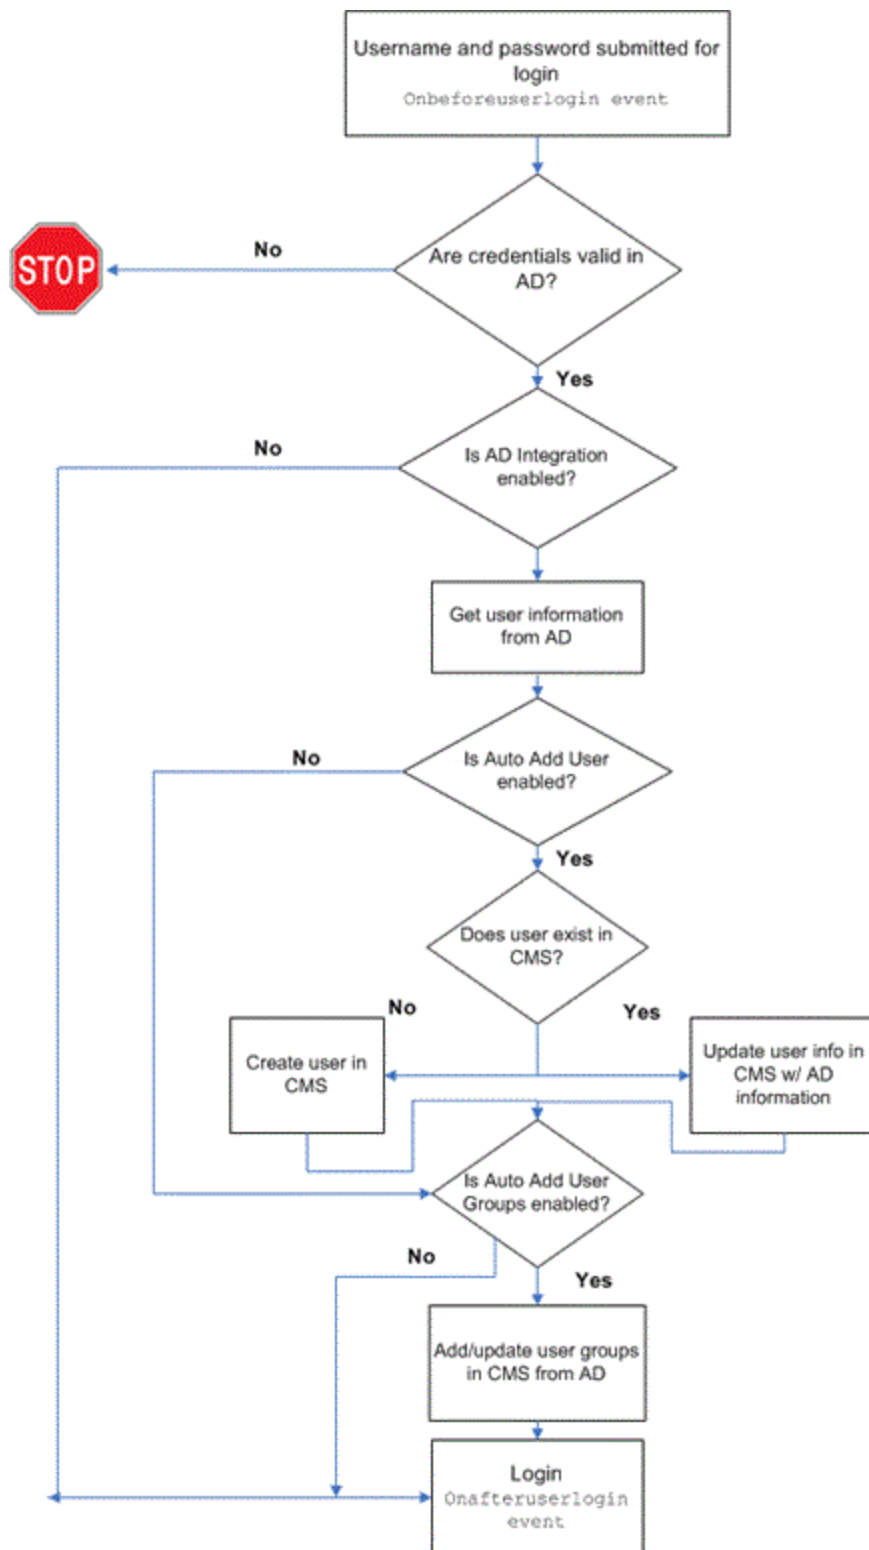 Username and password submitted for
login
Onbeforeuserlogin event
No
STOP
Are credentials valid in
AD?
Yes
No
Is AD Integration
enabled?
Get user information
from AD
No
Is Auto Add User
enabled?
Yes
Does user exist in
CMS?
No
Yes
Create user in
CMS
Update user info in
CMS w/ AD
information
Is Auto Add User
Groups enabled?
No
Yes
Add/update user groups
in CMS from AD
Login
Onafteruserlogin
event